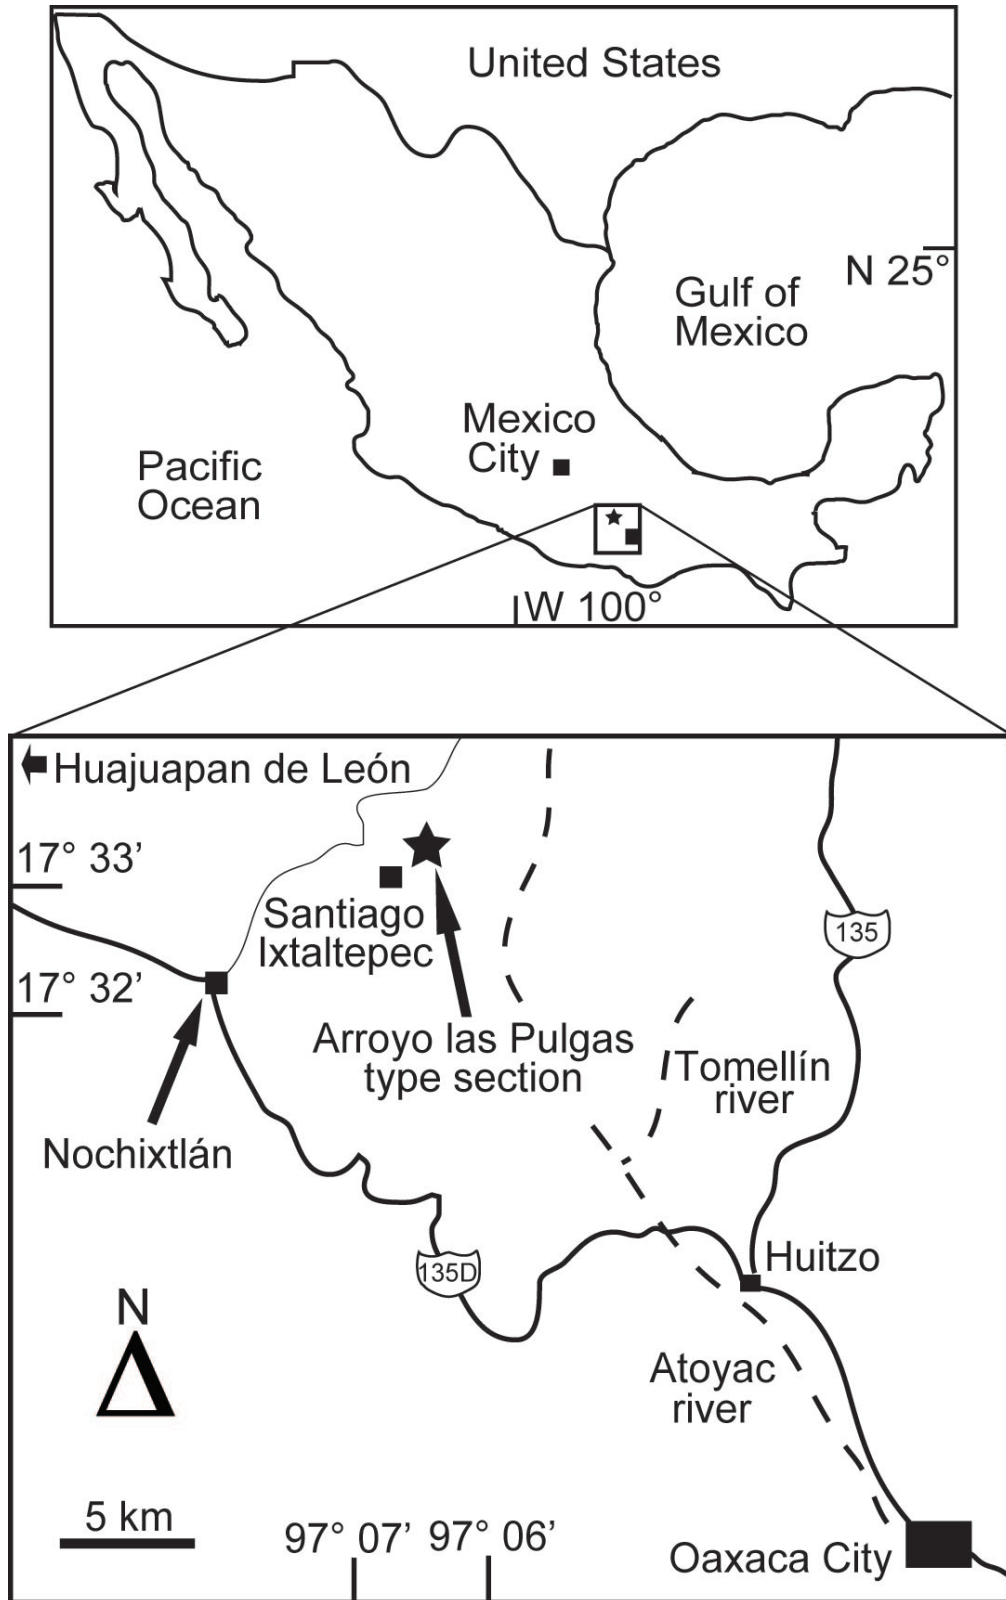 United States
N 25°
Gulf of
Mexico
Mexico
City
Pacific
Ocean
W 100°
Huajuapan de León
17° 33’
Santiago
Ixtaltepec
135
17° 32’
Arroyo las Pulgas
type section
Tomellín
river
Nochixtlán
Huitzo
135D
N
Atoyac
river
5 km
97° 07’ 97° 06’
Oaxaca City